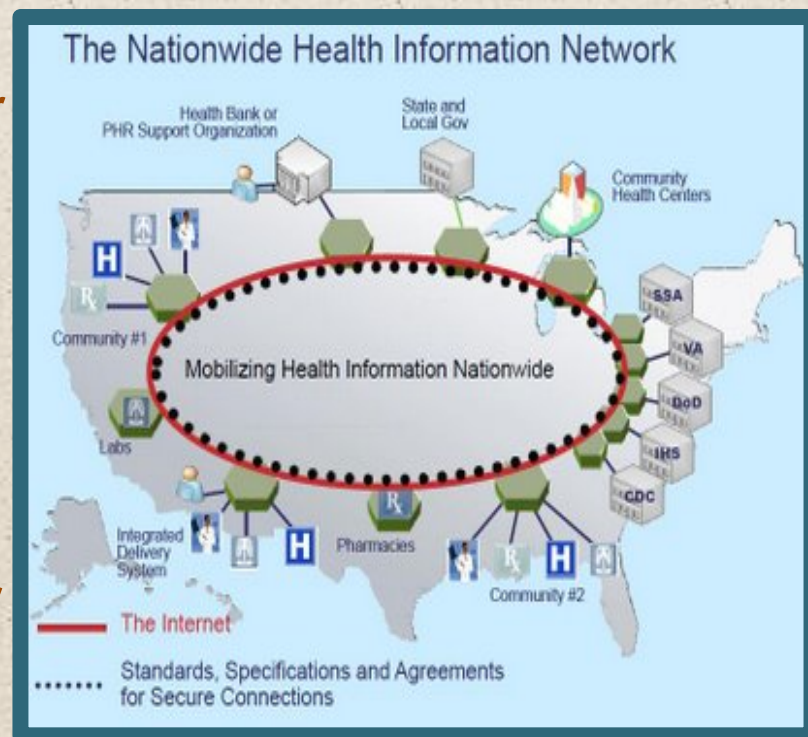 The Nationwide Health Information Network
Health Bank or
PHR Support Organization
State and
Local Gov
Community
Health Centers
SSA
VA
DoD
IHS
CDC
H
Rx
Community #1
Mobilizing Health Information Nationwide
Labs
Integrated
Delivery
System
H
Rx
Pharmacies
Rx
H
Community #2
The Internet
Standards, Specifications and Agreements
for Secure Connections